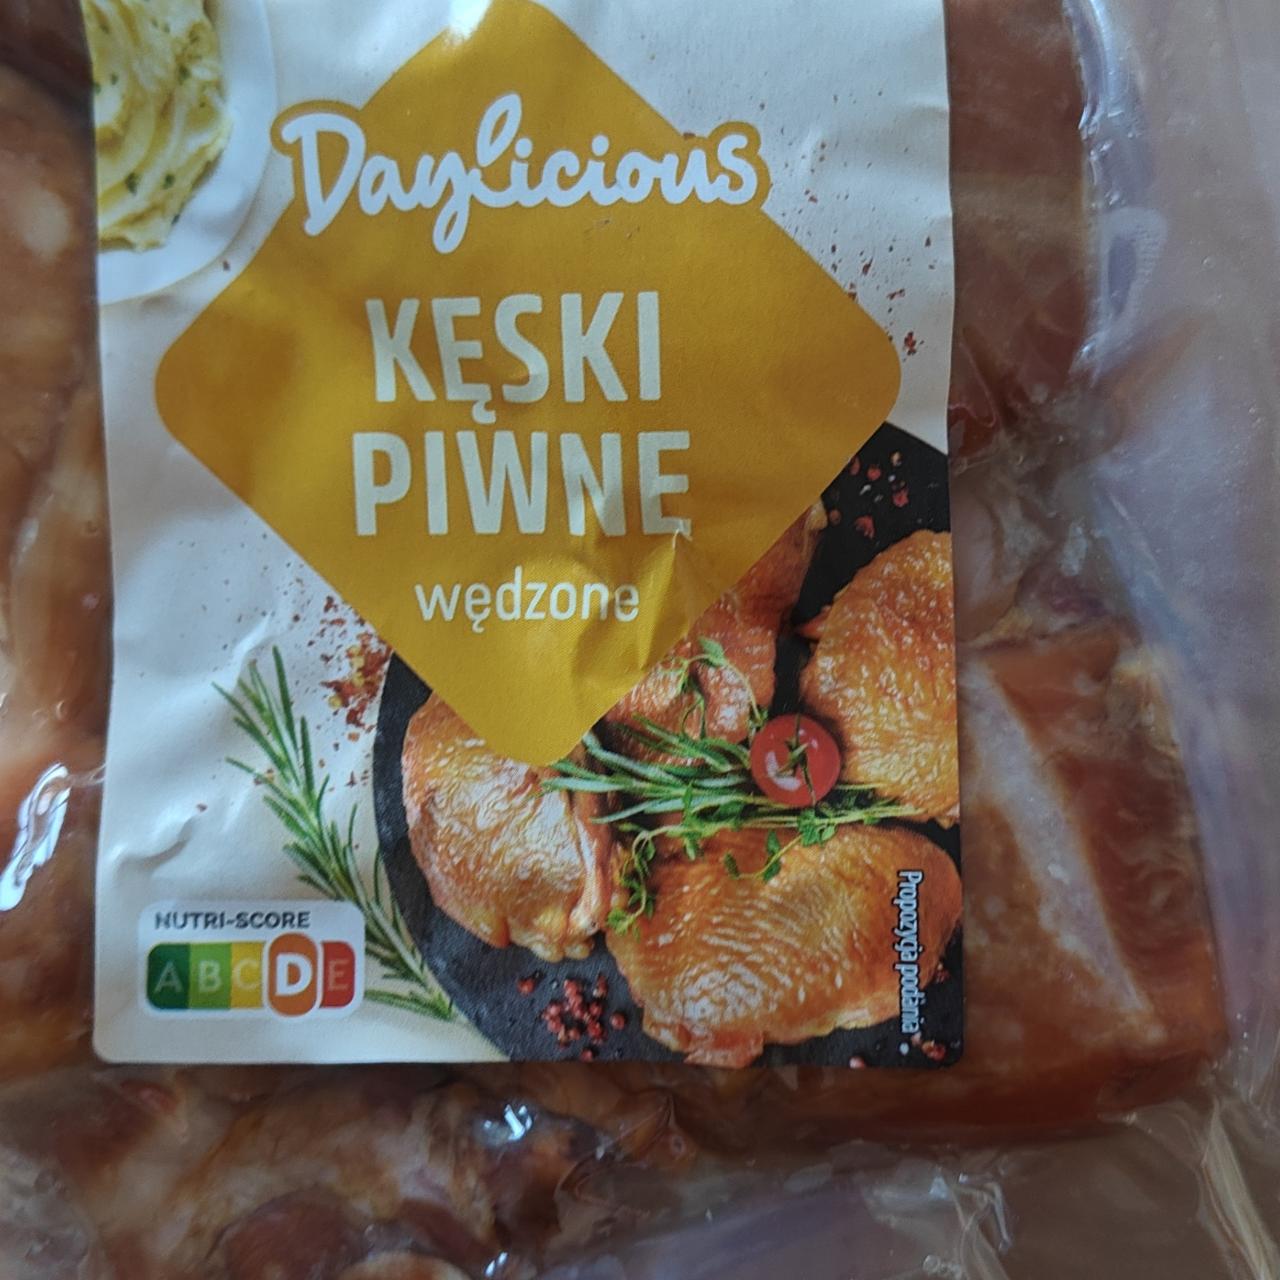 Daylicious
KĘSKI
PIWNE
wędzone
NUTRI-SCORE
A B C D E
Propozycja podania